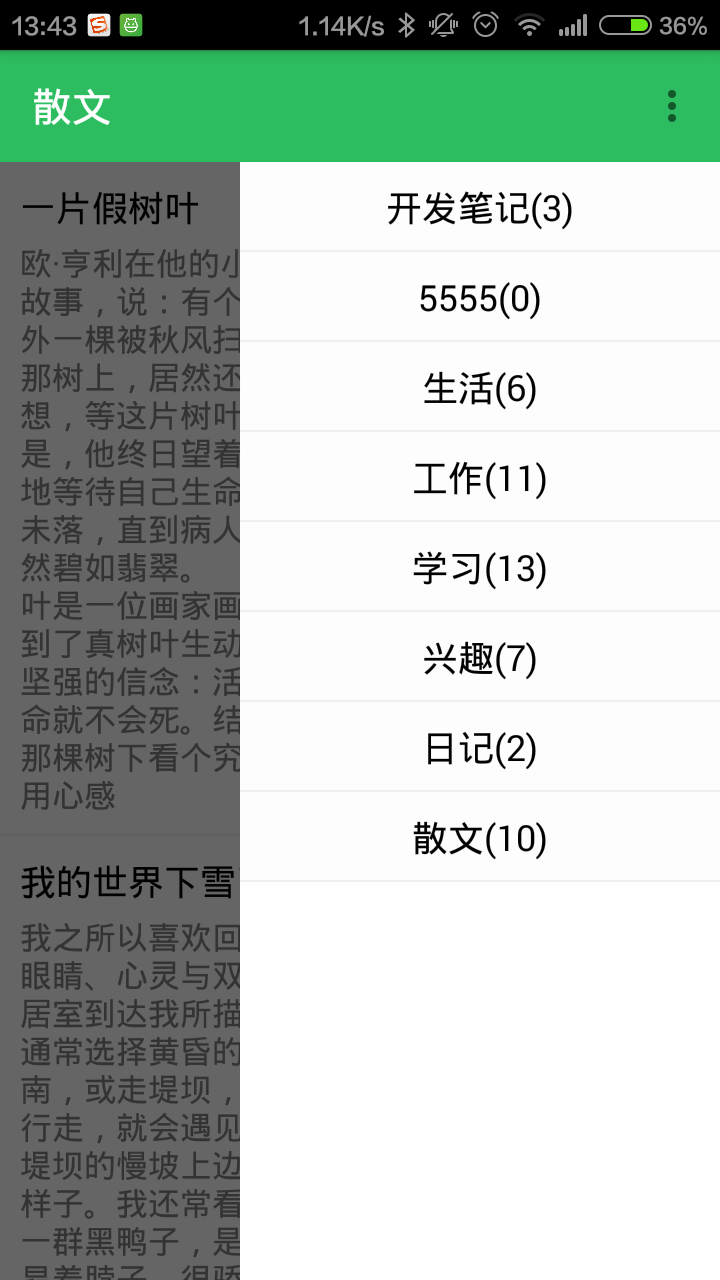 13:43 1.14K/s 36%
散文
一片假树叶
欧·亨利在他的小
故事，说：有个
外一棵被秋风扫
那树上，居然还
想，等这片树叶
是，他终日望着
地等待自己生命
未落，直到病人
然碧如翡翠。
叶是一位画家画
到了真树叶生动
坚强的信念：活
命就不会死。结
那棵树下看个究
用心感
我的世界下雪
我之所以喜欢回
眼睛、心灵与双
居室到达我所描
通常选择黄昏的
南，或走堤坝，
行走，就会遇见
堤坝的慢坡上边
样子。我还常看
一群黑鸭子，是
开发笔记(3)
5555(0)
生活(6)
工作(11)
学习(13)
兴趣(7)
日记(2)
散文(10)